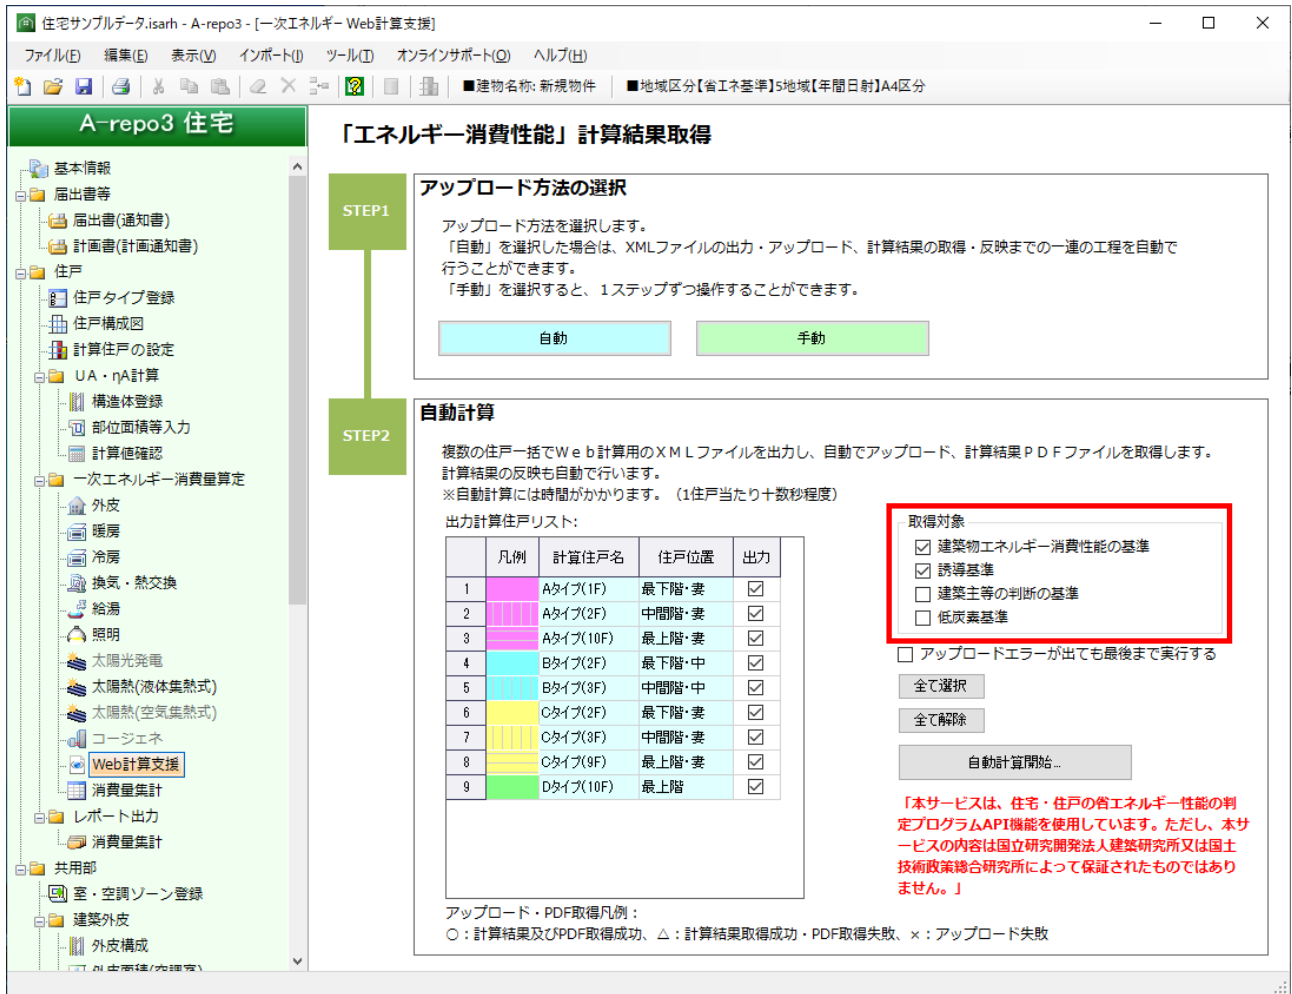 住宅サンプルデータ.isarh - A-repo3 - [一次エネルギー Web計算支援]
ファイル(F) 編集(E) 表示(V) インポート(I) ツール(T) オンラインサポート(O) ヘルプ(H)
■建物名称: 新規物件 ■地域区分【省エネ基準】5地域【年間日射】A4区分
A-repo3 住宅
基本情報
届出書等
届出書(通知書)
計画書(計画通知書)
住戸
住戸タイプ登録
住戸構成図
計算住戸の設定
UA・ηA計算
構造体登録
部位面積等入力
計算値確認
一次エネルギー消費量算定
外皮
暖房
冷房
換気・熱交換
給湯
照明
太陽光発電
太陽熱(液体集熱式)
太陽熱(空気集熱式)
コージェネ
Web計算支援
消費量集計
レポート出力
消費量集計
共用部
室・空調ゾーン登録
建築外皮
外皮構成
外皮面積(空調室)
「エネルギー消費性能」計算結果取得
STEP1
アップロード方法の選択
アップロード方法を選択します。
「自動」を選択した場合は、XMLファイルの出力・アップロード、計算結果の取得・反映までの一連の工程を自動で
行うことができます。
「手動」を選択すると、1ステップずつ操作することができます。
自動 手動
STEP2
自動計算
複数の住戸一括でWeb計算用のXMLファイルを出力し、自動でアップロード、計算結果PDFファイルを取得します。
計算結果の反映も自動で行います。
※自動計算には時間がかかります。(1住戸当たり十数秒程度)
出力計算住戸リスト:
凡例 計算住戸名 住戸位置 出力
1 Aタイプ(1F) 最下階・妻
2 Aタイプ(2F) 中間階・妻
3 Aタイプ(10F) 最上階・妻
4 Bタイプ(2F) 最下階・中
5 Bタイプ(3F) 中間階・中
6 Cタイプ(2F) 最下階・妻
7 Cタイプ(3F) 中間階・妻
8 Cタイプ(9F) 最上階・妻
9 Dタイプ(10F) 最上階
取得対象
建築物エネルギー消費性能の基準
誘導基準
建築主等の判断の基準
低炭素基準
アップロードエラーが出ても最後まで実行する
全て選択
全て解除
自動計算開始...
「本サービスは、住宅・住戸の省エネルギー性能の判
定プログラムAPI機能を使用しています。ただし、本サ
ービスの内容は国立研究開発法人建築研究所又は国土
技術政策総合研究所によって保証されたものではあり
ません。」
アップロード・PDF取得凡例：
○：計算結果及びPDF取得成功、△：計算結果取得成功・PDF取得失敗、×：アップロード失敗